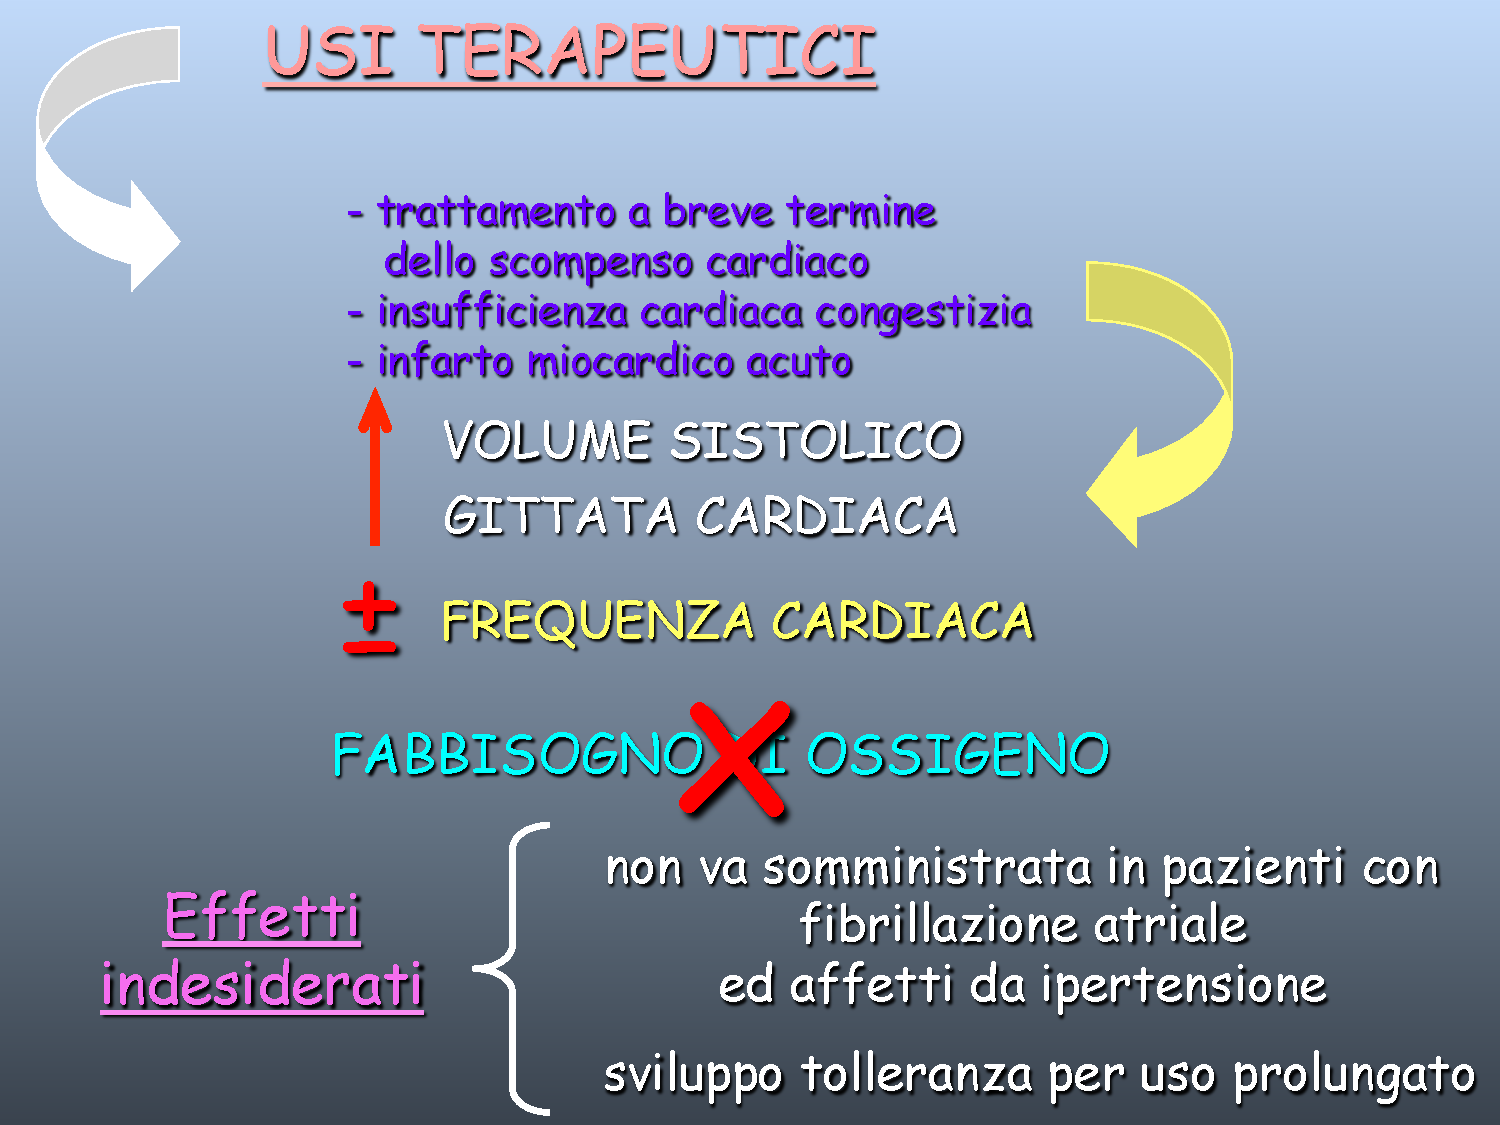 USI TERAPEUTICI
- trattamento a breve termine
dello scompenso cardiaco
- insufficienza cardiaca congestizia
- infarto miocardico acuto
VOLUME SISTOLICO
GITTATA CARDIACA
± FREQUENZA CARDIACA
FABBISOGNO DI OSSIGENO
non va somministrata in pazienti con
fibrillazione atriale
ed affetti da ipertensione
Effetti
indesiderati
sviluppo tolleranza per uso prolungato